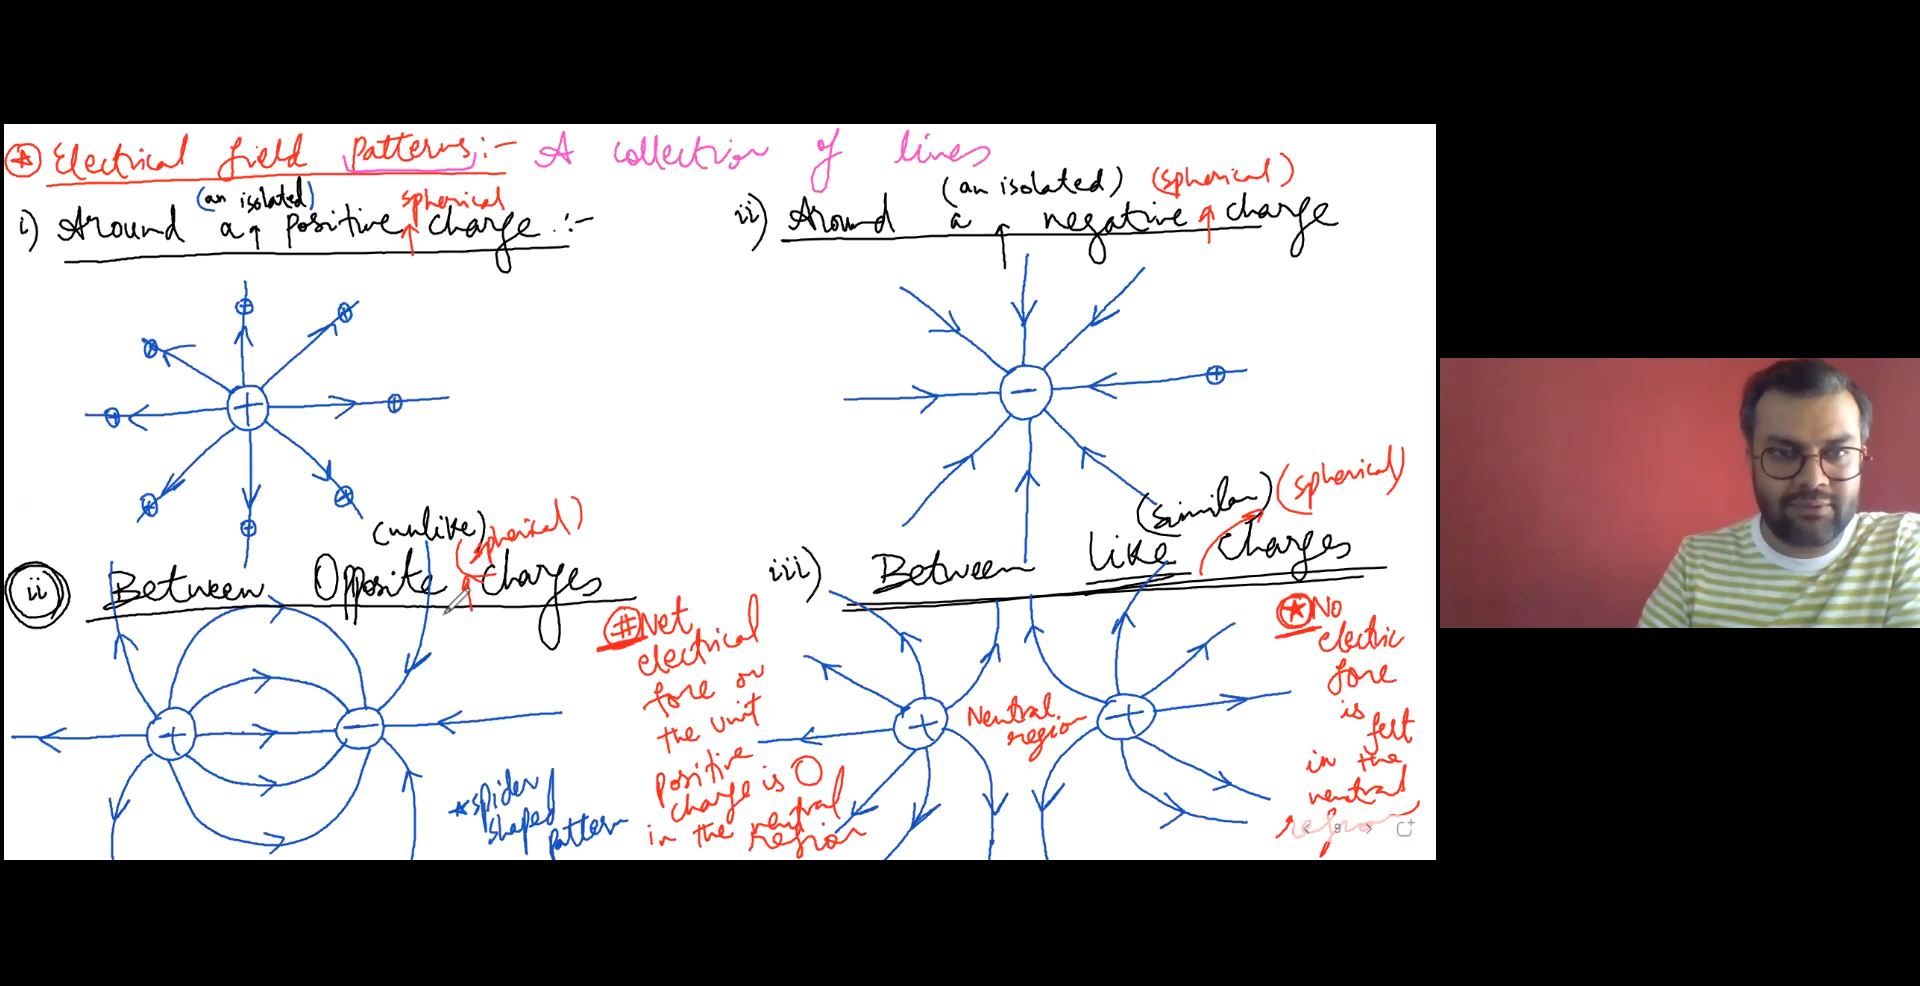 Electrical field patterns:- A collection of lines
(an isolated) spherical
i) Around a positive charge :-
(an isolated) (spherical)
ii) Around a negative charge
(unlike) (spherical)
ii Between Opposite charges
(similar) (spherical)
iii) Between Like Charges
* spider
shaped
pattern
# Net
electrical
force on
the unit
positive
charge is 0
in the neutral
region
Neutral
regio
* No
electric
force
is felt
in the
neutral
region